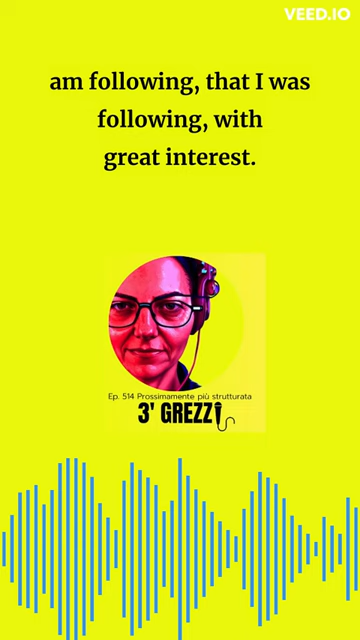 VEED.IO
am following, that I was
following, with
great interest.
Ep. 514 Prossimamente più strutturata
3' GREZZI